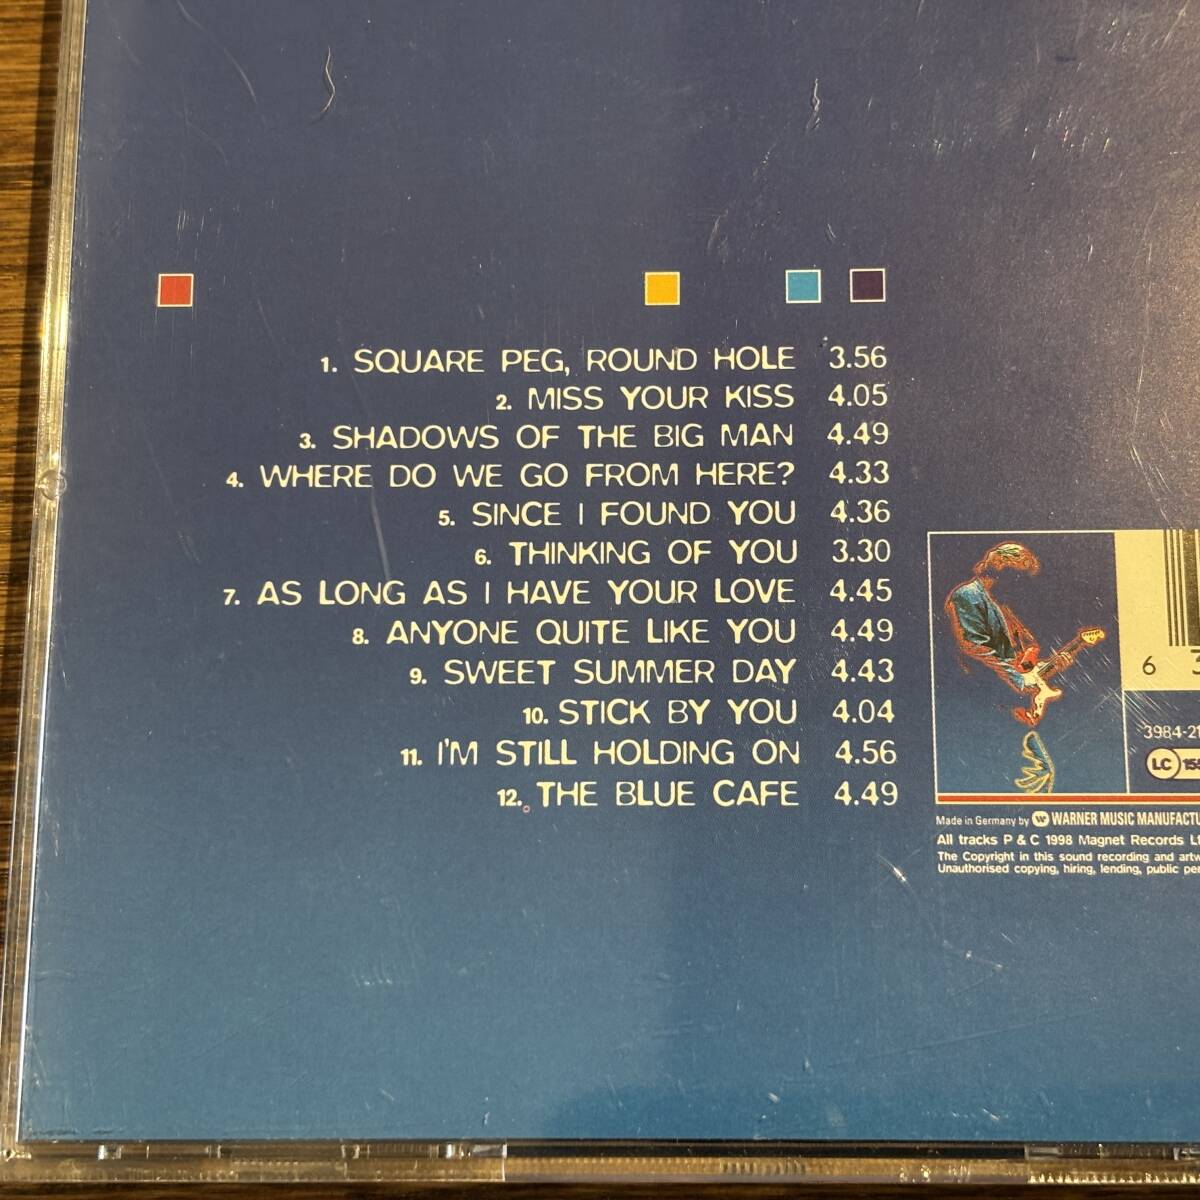 1. SQUARE PEG, ROUND HOLE 3.56
2. MISS YOUR KISS 4.05
3. SHADOWS OF THE BIG MAN 4.49
4. WHERE DO WE GO FROM HERE? 4.33
5. SINCE I FOUND YOU 4.36
6. THINKING OF YOU 3.30
7. AS LONG AS I HAVE YOUR LOVE 4.45
8. ANYONE QUITE LIKE YOU 4.49
9. SWEET SUMMER DAY 4.43
10. STICK BY YOU 4.04
11. I'M STILL HOLDING ON 4.56
12. THE BLUE CAFE 4.49
6 3
3984-21
LC 155
Made in Germany by WARNER MUSIC MANUFACTU
All tracks P & C 1998 Magnet Records Lt
The Copyright in this sound recording and artw
Unauthorised copying, hiring, lending, public per